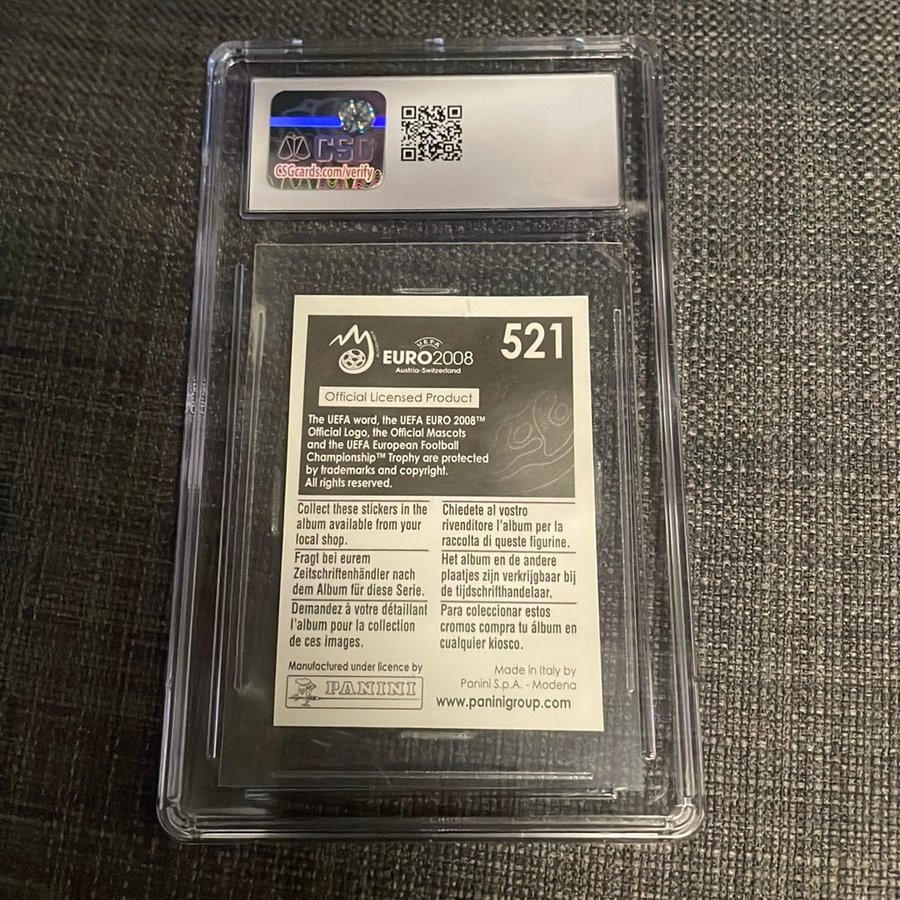 CSG
CSGcards.com/verify
521
UEFA
EURO2008
Austria-Switzerland
Official Licensed Product
The UEFA word, the UEFA EURO 2008™
Official Logo, the Official Mascots
and the UEFA European Football
Championship™ Trophy are protected
by trademarks and copyright.
All rights reserved.
Collect these stickers in the
album available from your
local shop.
Fragt bei eurem
Zeitschriftenhändler nach
dem Album für diese Serie.
Demandez à votre détaillant
l'album pour la collection
de ces images.
Chiedete al vostro
rivenditore l'album per la
raccolta di queste figurine.
Het album en de andere
plaatjes zijn verkrijgbaar bij
de tijdschrifthandelaar.
Para coleccionar estos
cromos compra tu álbum en
cualquier kiosco.
Manufactured under licence by
PANINI
Made in Italy by
Panini S.p.A. - Modena
www.paninigroup.com